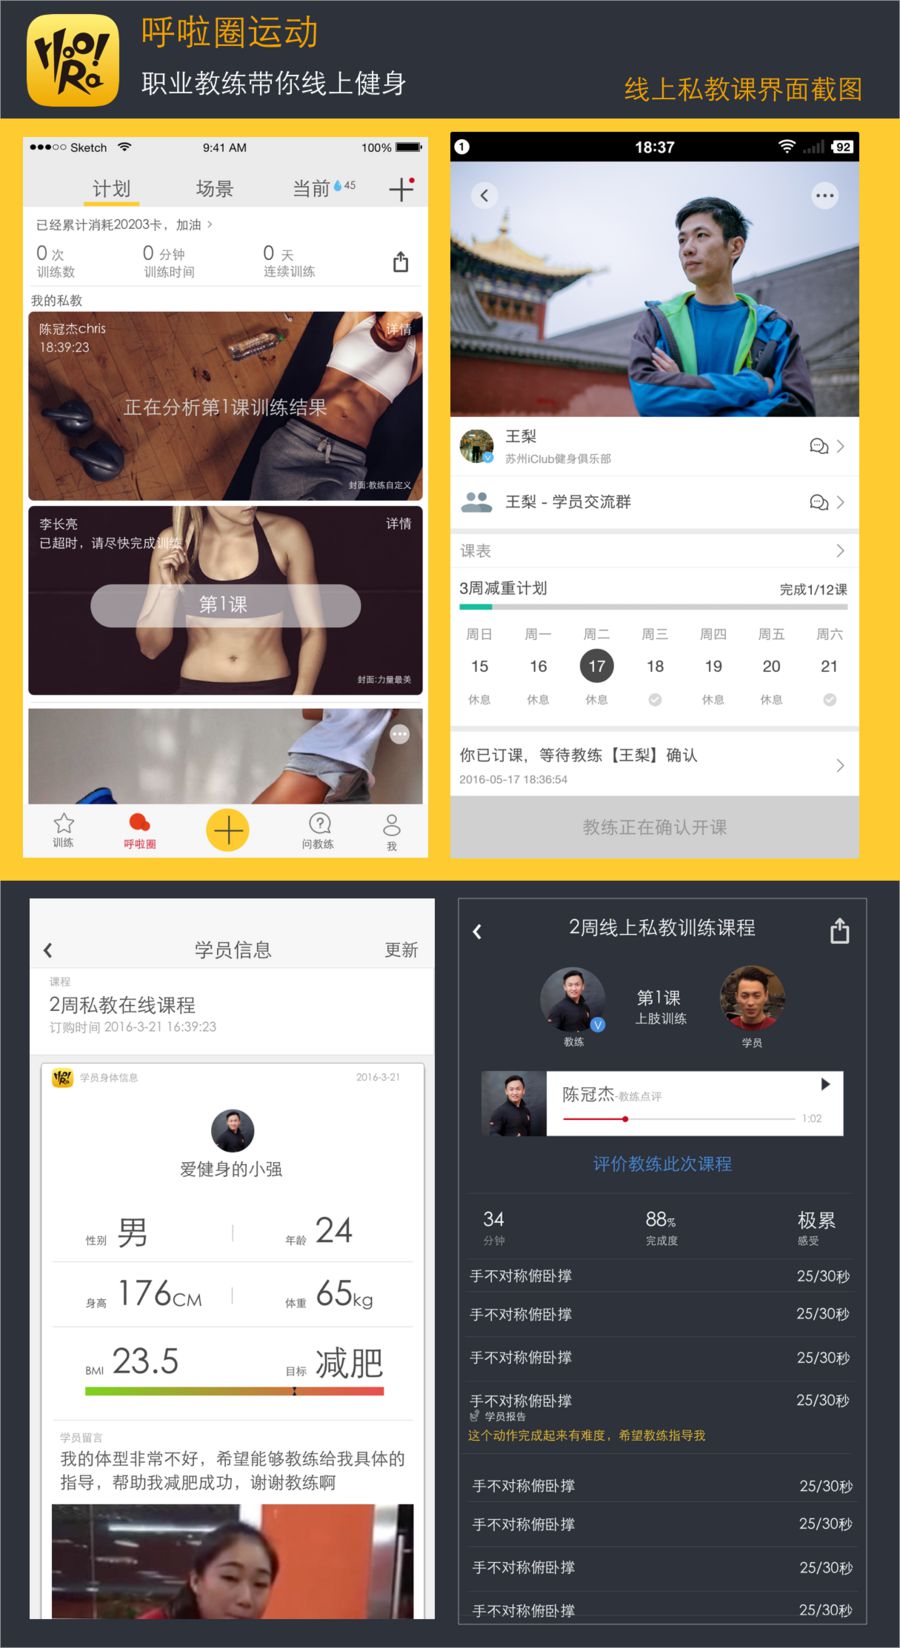 Hoo!
Ra
呼啦圈运动
职业教练带你线上健身
线上私教课界面截图
Sketch 9:41 AM 100%
计划 场景 当前 45
已经累计消耗20203卡，加油 >
0 次 0 分钟 0 天
训练数 训练时间 连续训练
我的私教
陈冠杰chris 详情
18:39:23
正在分析第1课训练结果
封面:教练自定义
李长亮 详情
已超时，请尽快完成训练
第1课
封面:力量最美
训练 呼啦圈 问教练 我
1 18:37 92
王梨
苏州iClub健身俱乐部
王梨 - 学员交流群
课表
3周减重计划 完成1/12课
周日 周一 周二 周三 周四 周五 周六
15 16 17 18 19 20 21
休息 休息 休息 休息 休息
你已订课，等待教练【王梨】确认
2016-05-17 18:36:54
教练正在确认开课
学员信息 更新
课程
2周私教在线课程
订购时间 2016-3-21 16:39:23
学员身体信息 2016-3-21
爱健身的小强
性别 男 年龄 24
身高 176CM 体重 65kg
BMI 23.5 目标 减肥
学员留言
我的体型非常不好，希望能够教练给我具体的
指导，帮助我减肥成功，谢谢教练啊
2周线上私教训练课程
第1课
上肢训练
教练 V 学员
陈冠杰-教练点评
1:02
评价教练此次课程
34 88% 极累
分钟 完成度 感受
手不对称俯卧撑 25/30秒
手不对称俯卧撑 25/30秒
手不对称俯卧撑 25/30秒
手不对称俯卧撑 25/30秒
学员报告
这个动作完成起来有难度，希望教练指导我
手不对称俯卧撑 25/30秒
手不对称俯卧撑 25/30秒
手不对称俯卧撑 25/30秒
手不对称俯卧撑 25/30秒